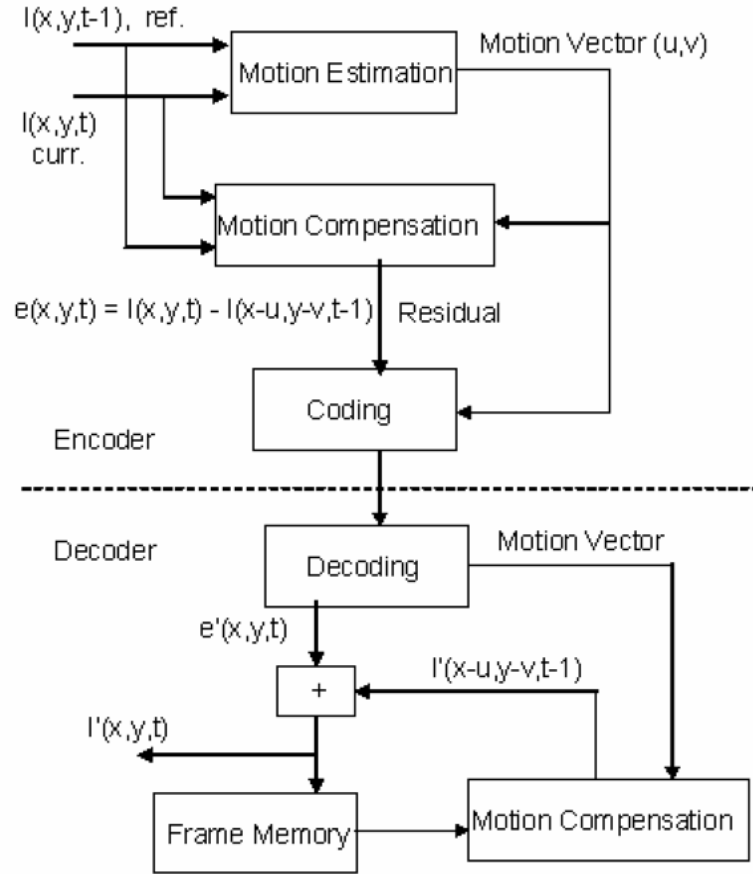 I(x,y,t-1), ref.
Motion Vector (u,v)
Motion Estimation
I(x,y,t)
curr.
Motion Compensation
e(x,y,t) = I(x,y,t) - I(x-u,y-v,t-1)
Residual
Coding
Encoder
Decoder
Motion Vector
Decoding
e'(x,y,t)
I'(x-u,y-v,t-1)
+
I'(x,y,t)
Motion Compensation
Frame Memory